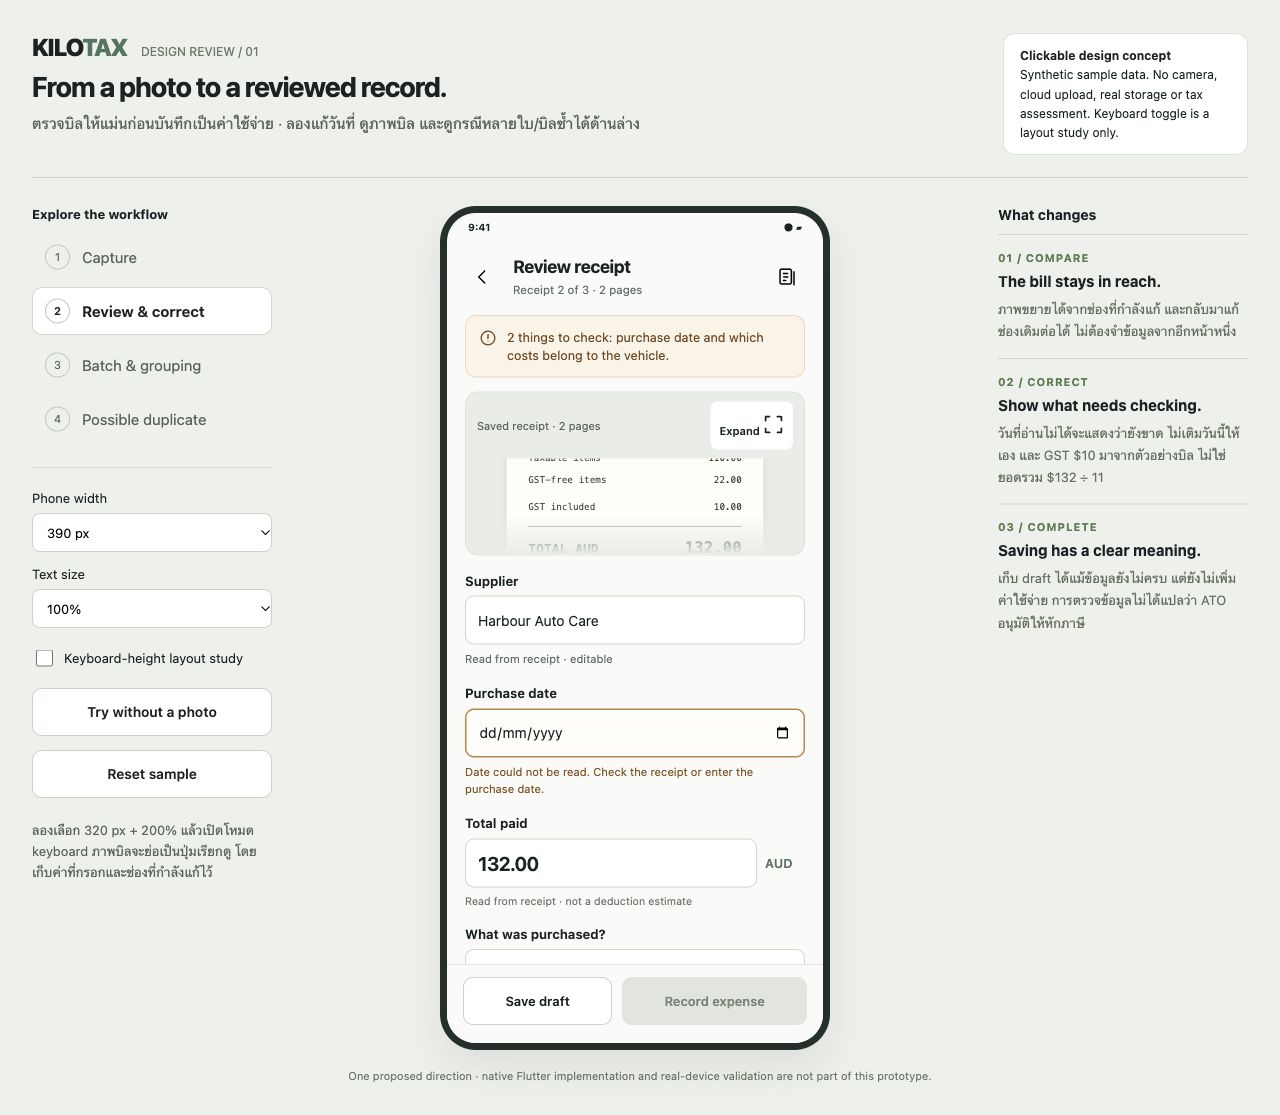 KILOTAX DESIGN REVIEW / 01
From a photo to a reviewed record.
ตรวจบิลให้แม่นก่อนบันทึกเป็นค่าใช้จ่าย · ลองแก้วันที่ ดูภาพบิล และดูกรณีหลายใบ/บิลซ้ำได้ด้านล่าง
Clickable design concept
Synthetic sample data. No camera,
cloud upload, real storage or tax
assessment. Keyboard toggle is a
layout study only.
Explore the workflow
1 Capture
2 Review & correct
3 Batch & grouping
4 Possible duplicate
Phone width
390 px
Text size
100%
Keyboard-height layout study
Try without a photo
Reset sample
ลองเลือก 320 px + 200% แล้วเปิดโหมด
keyboard ภาพบิลจะย่อเป็นปุ่มเรียกดู โดย
เก็บค่าที่กรอกและช่องที่กำลังแก้ไว้
9:41
Review receipt
Receipt 2 of 3 · 2 pages
2 things to check: purchase date and which
costs belong to the vehicle.
Saved receipt · 2 pages
Expand
Taxable items 110.00
GST-free items 22.00
GST included 10.00
TOTAL AUD 132.00
Supplier
Harbour Auto Care
Read from receipt · editable
Purchase date
dd/mm/yyyy
Date could not be read. Check the receipt or enter the
purchase date.
Total paid
132.00 AUD
Read from receipt · not a deduction estimate
What was purchased?
Save draft
Record expense
What changes
01 / COMPARE
The bill stays in reach.
ภาพขยายได้จากช่องที่กำลังแก้ และกลับมาแก้
ช่องเดิมต่อได้ ไม่ต้องจำข้อมูลจากอีกหน้าหนึ่ง
02 / CORRECT
Show what needs checking.
วันที่อ่านไม่ได้จะแสดงว่ายังขาด ไม่เติมวันนี้ให้
เอง และ GST $10 มาจากตัวอย่างบิล ไม่ใช่
ยอดรวม $132 ÷ 11
03 / COMPLETE
Saving has a clear meaning.
เก็บ draft ได้แม้ข้อมูลยังไม่ครบ แต่ยังไม่เพิ่ม
ค่าใช้จ่าย การตรวจข้อมูลไม่ได้แปลว่า ATO
อนุมัติให้หักภาษี
One proposed direction · native Flutter implementation and real-device validation are not part of this prototype.